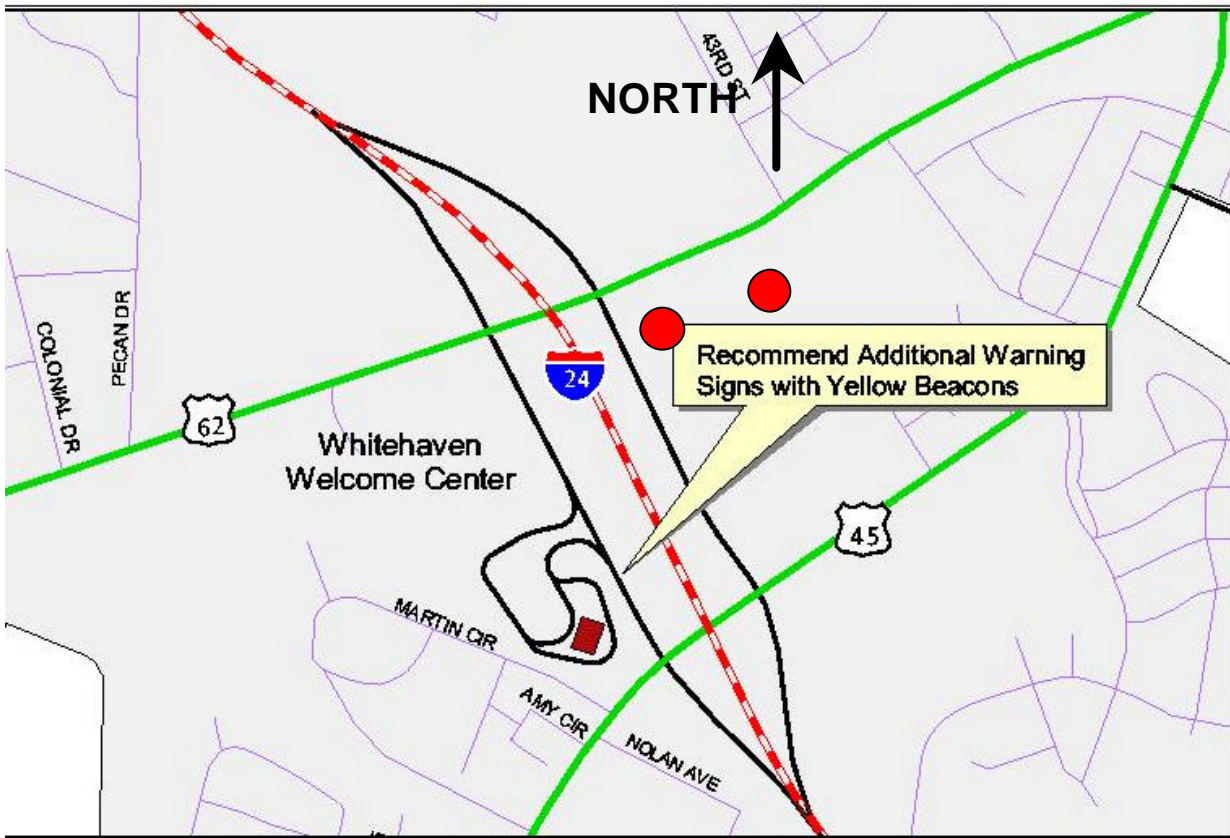 43RD ST
NORTH
PECAN DR
COLONIAL DR
Recommend Additional Warning
Signs with Yellow Beacons
24
62
Whitehaven
Welcome Center
45
MARTIN CIR
AMY CIR
NOLAN AVE